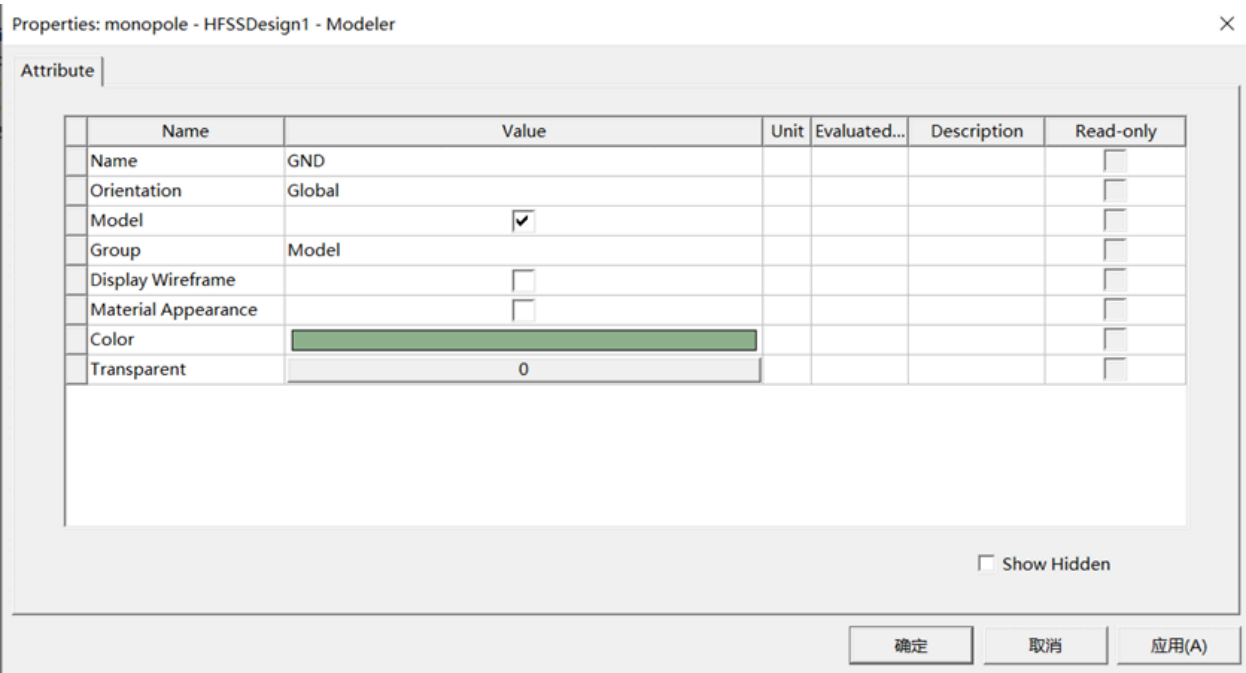 Properties: monopole - HFSSDesign1 - Modeler
Attribute
Name Value Unit Evaluated... Description Read-only
Name GND
Orientation Global
Model
Group Model
Display Wireframe
Material Appearance
Color
Transparent 0
Show Hidden
确定 取消 应用(A)